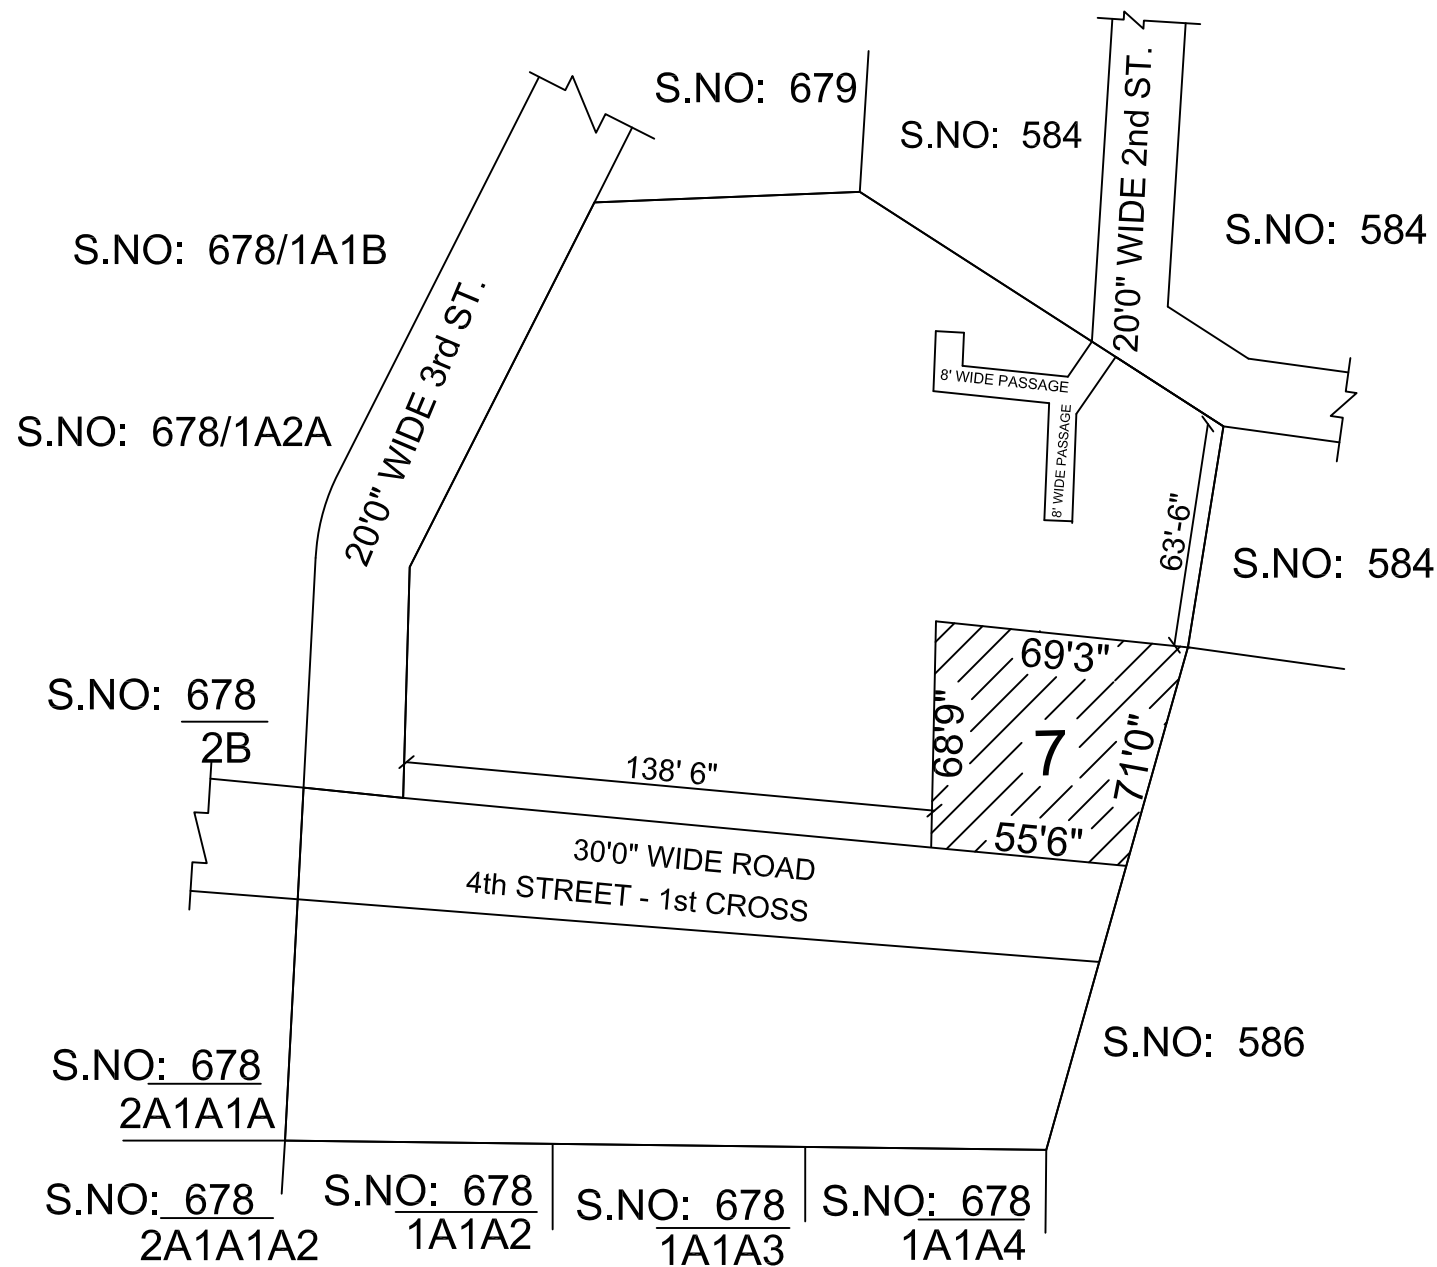 S.NO: 679
S.NO: 584
20'0" WIDE 2nd ST.
S.NO: 584
S.NO: 678/1A1B
20'0" WIDE 3rd ST.
8' WIDE PASSAGE
8' WIDE PASSAGE
S.NO: 678/1A2A
63'-6"
S.NO: 584
69'3"
S.NO: 678
2B
68'9"
7
71'0"
138' 6"
55'6"
30'0" WIDE ROAD
4th STREET - 1st CROSS
S.NO: 586
S.NO: 678
2A1A1A
S.NO: 678
2A1A1A2
S.NO: 678
1A1A2
S.NO: 678
1A1A3
S.NO: 678
1A1A4